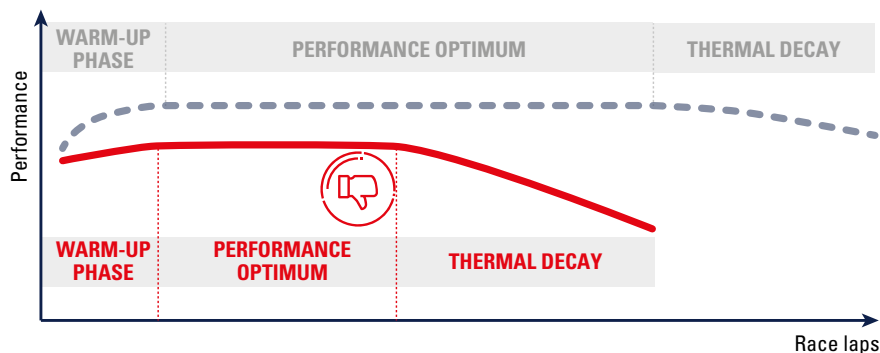 WARM-UP
PHASE
PERFORMANCE OPTIMUM
THERMAL DECAY
Performance
WARM-UP
PHASE
PERFORMANCE
OPTIMUM
THERMAL DECAY
Race laps